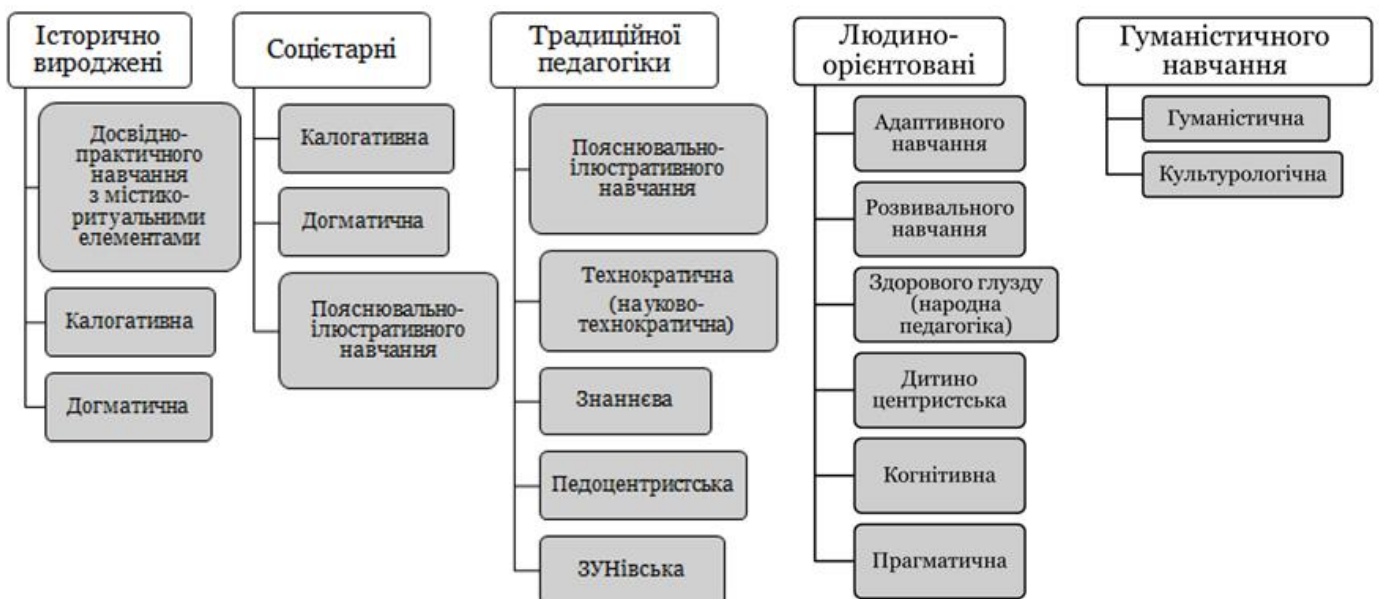 Історично
вироджені
Досвідно-
практичного
навчання
з містико-
ритуальними
елементами
Калогативна
Догматична
Соцієтарні
Калогативна
Догматична
Пояснювально-
ілюстративного
навчання
Традиційної
педагогіки
Пояснювально-
ілюстративного
навчання
Технократична
(науково-
технократична)
Знаннєва
Педоцентристська
ЗУНівська
Людино-
орієнтовані
Адаптивного
навчання
Розвивального
навчання
Здорового глузду
(народна
педагогіка)
Дитино
центристська
Когнітивна
Прагматична
Гуманістичного
навчання
Гуманістична
Культурологічна